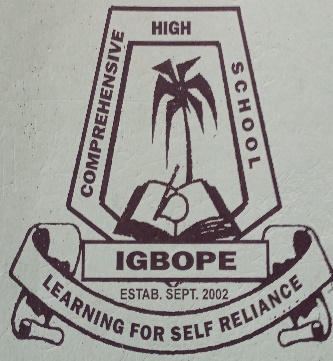 COMPREHENSIVE HIGH SCHOOL
IGBOPE
ESTAB. SEPT. 2002
LEARNING FOR SELF RELIANCE